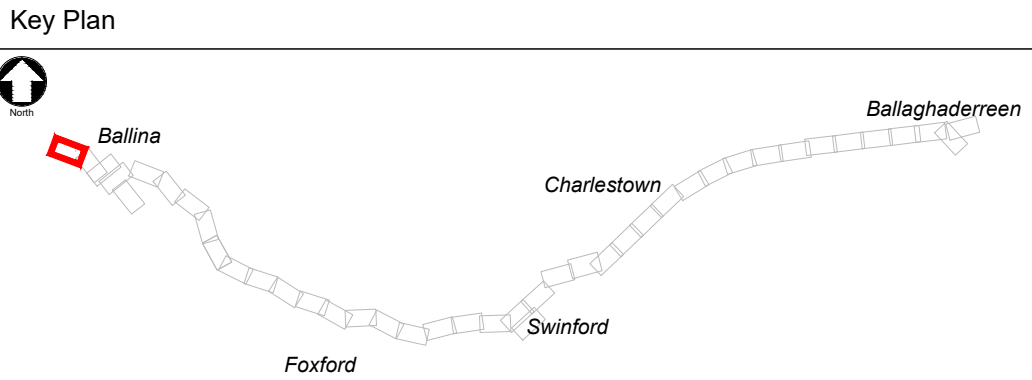 Key Plan
North
Ballina
Ballaghaderreen
Charlestown
Swinford
Foxford